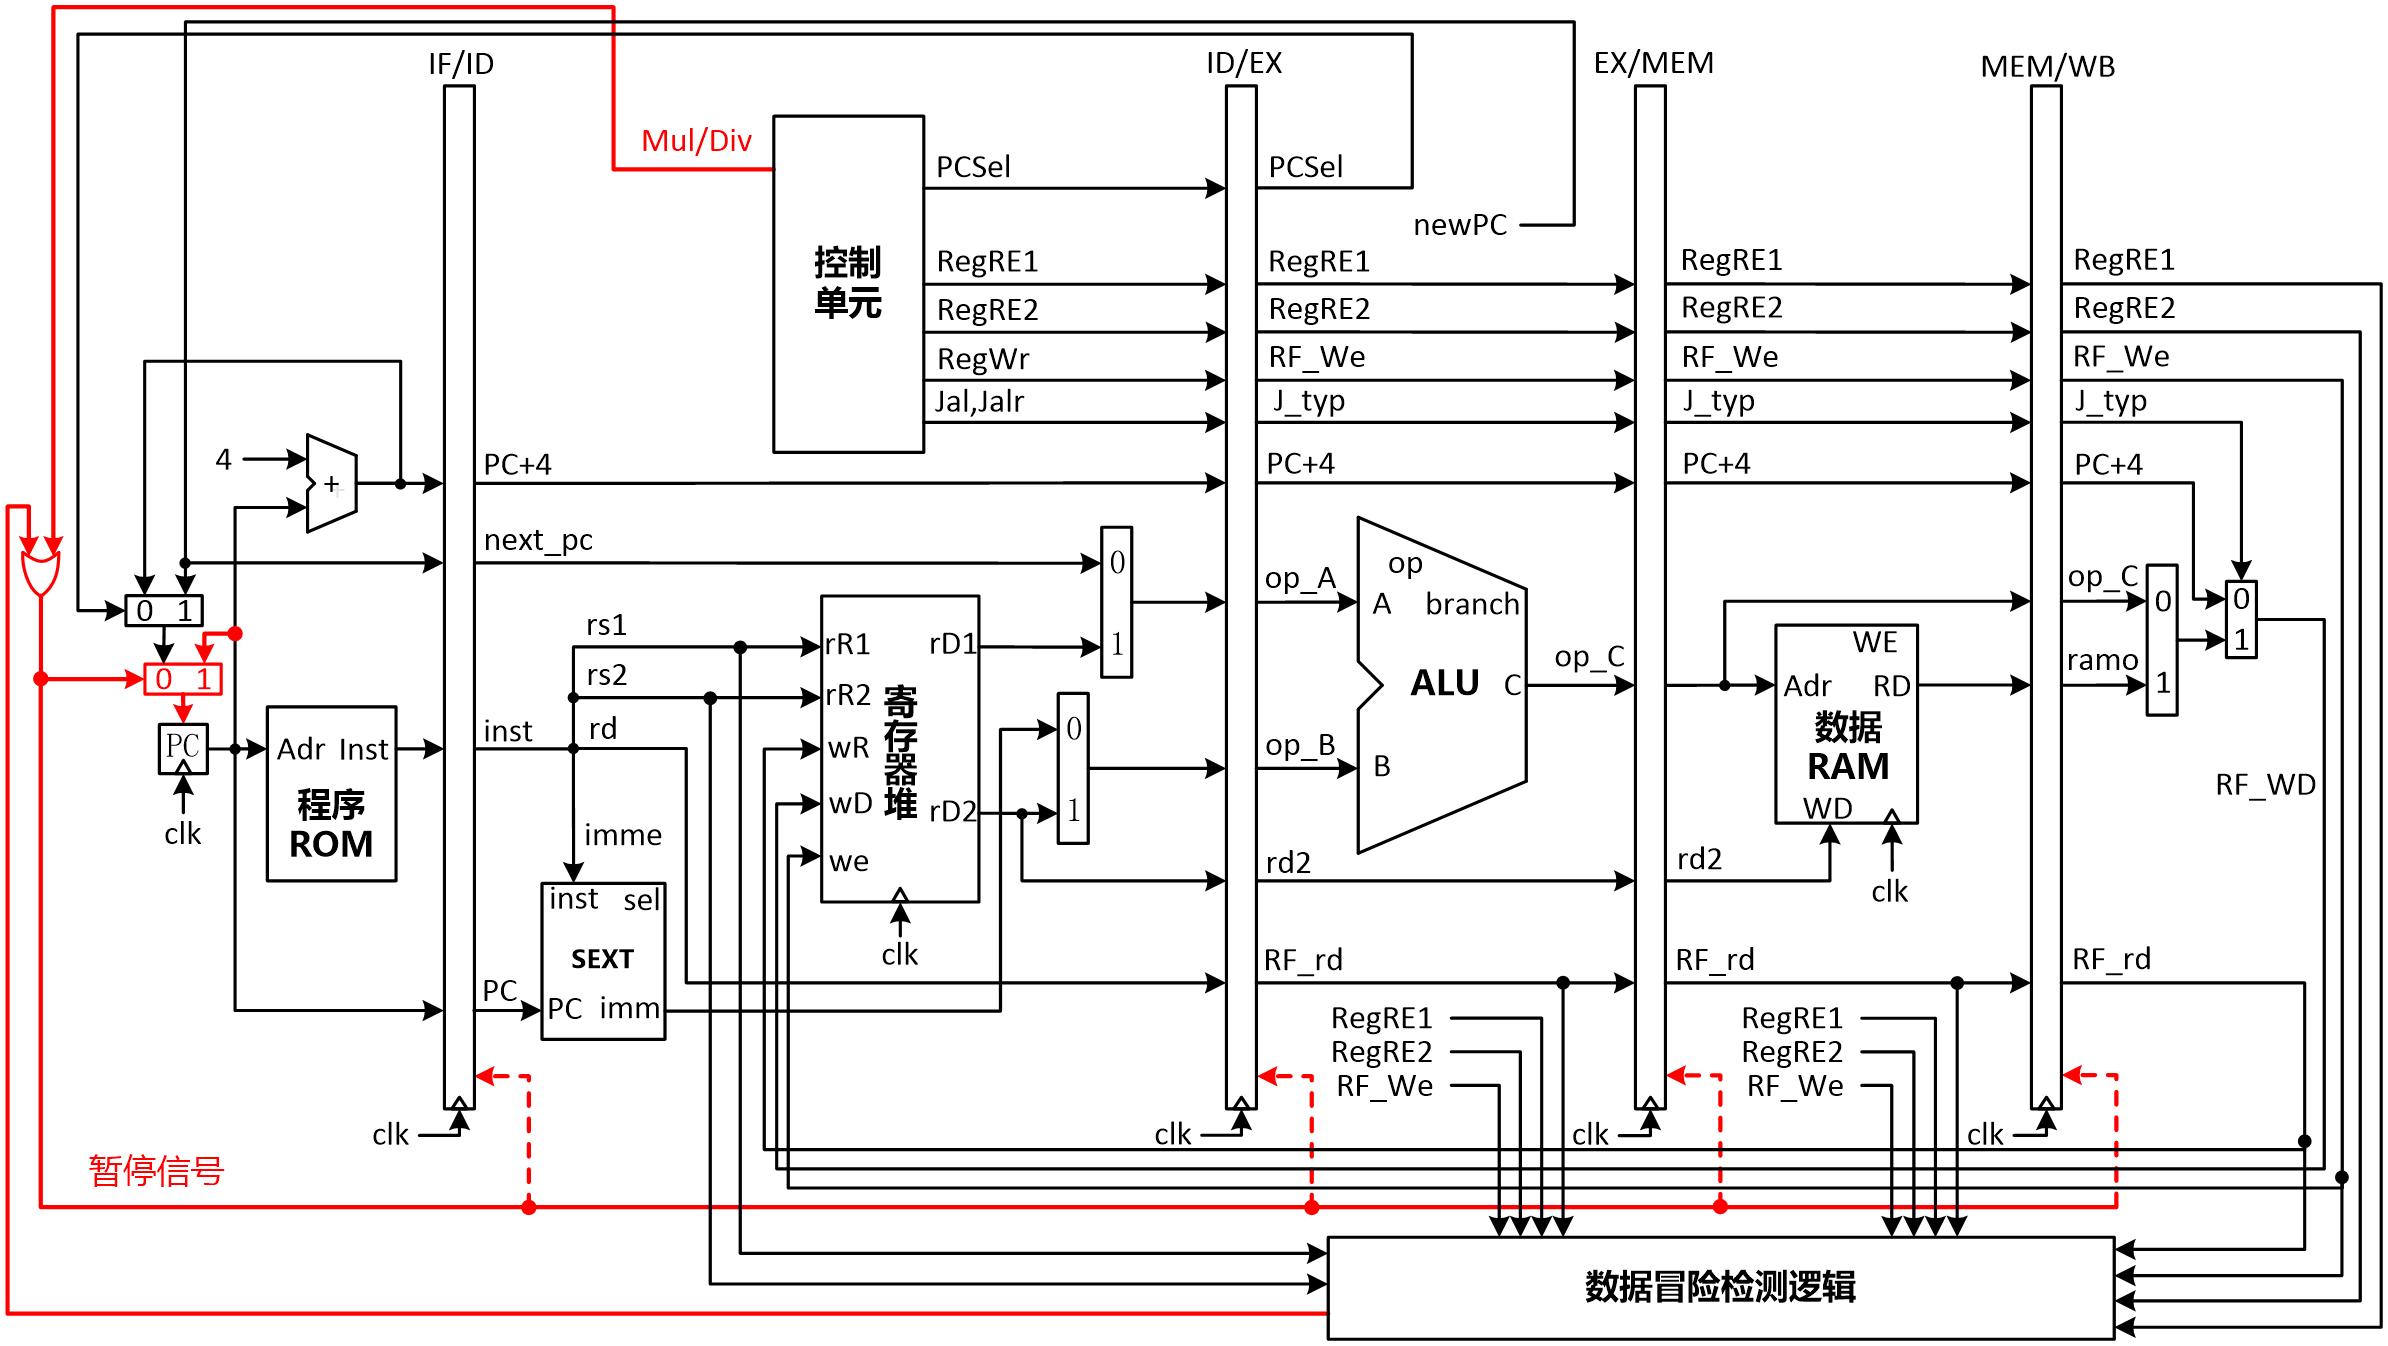 IF/ID
ID/EX
EX/MEM
MEM/WB
Mul/Div
PCSel
PCSel
newPC
控制
单元
RegRE1
RegRE1
RegRE1
RegRE1
RegRE2
RegRE2
RegRE2
RegRE2
RegWr
RF_We
RF_We
RF_We
Jal,Jalr
J_typ
J_typ
J_typ
4
+
PC+4
PC+4
PC+4
PC+4
next_pc
0
1
op_A
op
A
branch
ALU
C
B
op_C
op_C
0
1
0
1
0 1
0 1
PC
clk
Adr Inst
程序
ROM
inst
rs1
rs2
rd
imme
rR1
rR2
wR
wD
we
rD1
rD2
寄存器堆
clk
0
1
op_B
rd2
rd2
Adr
WE
RD
数据
RAM
WD
clk
ramo
RF_WD
inst sel
SEXT
PC imm
PC
RF_rd
RF_rd
RF_rd
RegRE1
RegRE2
RF_We
RegRE1
RegRE2
RF_We
clk
clk
clk
clk
暂停信号
数据冒险检测逻辑